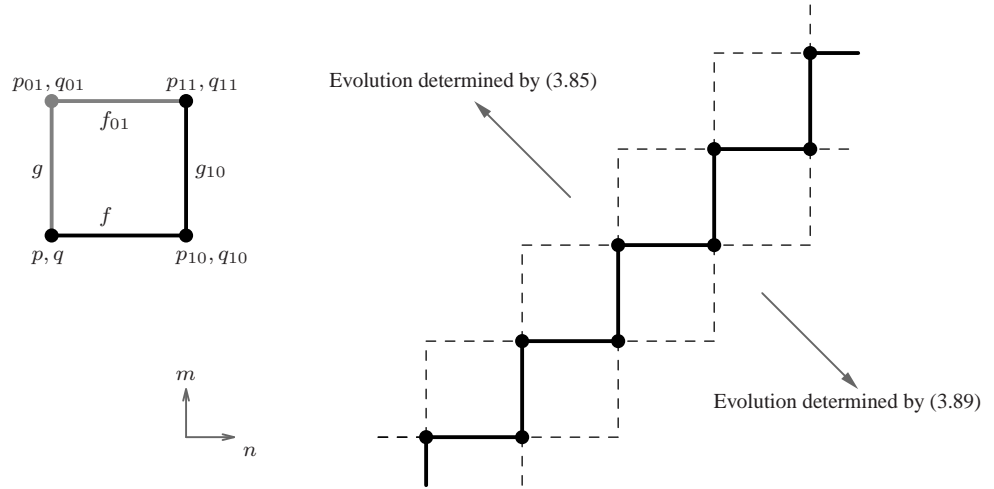 p₀₁, q₀₁ p₁₁, q₁₁
f₀₁
g g₁₀
f
p, q p₁₀, q₁₀
m
n
Evolution determined by (3.85)
Evolution determined by (3.89)